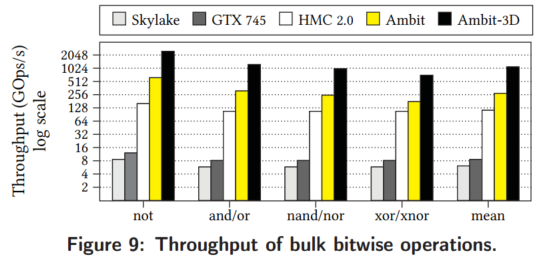 Skylake GTX 745 HMC 2.0 Ambit Ambit-3D
Throughput (GOps/s)
log scale
2048
1024
512
256
128
64
32
16
8
4
2
not and/or nand/nor xor/xnor mean
Figure 9: Throughput of bulk bitwise operations.